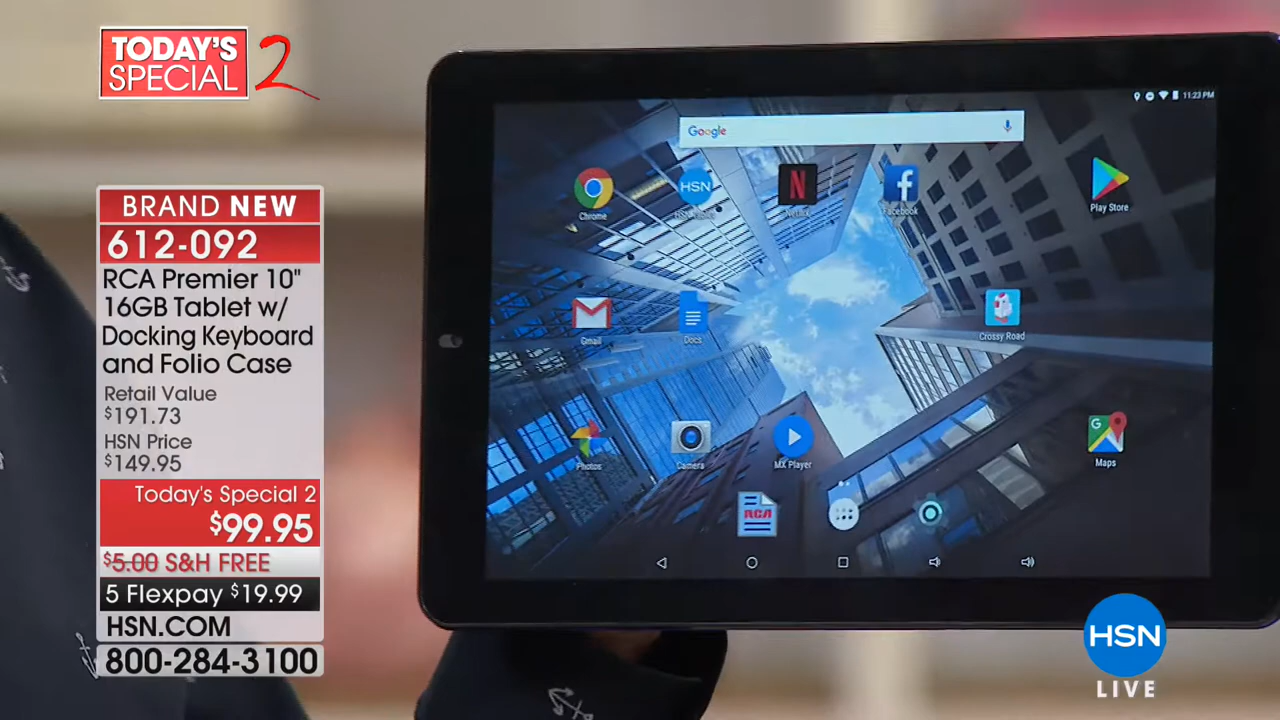 TODAY'S
SPECIAL 2
BRAND NEW
612-092
RCA Premier 10"
16GB Tablet w/
Docking Keyboard
and Folio Case
Retail Value
$191.73
HSN Price
$149.95
Today's Special 2
$99.95
$5.00 S&H FREE
5 Flexpay $19.99
HSN.COM
800-284-3100
11:23 PM
Google
HSN
N
Chrome
Netflix
Facebook
Play Store
Gmail
Docs
Crossy Road
Photos
Camera
MX Player
G
Maps
RCA
HSN
LIVE